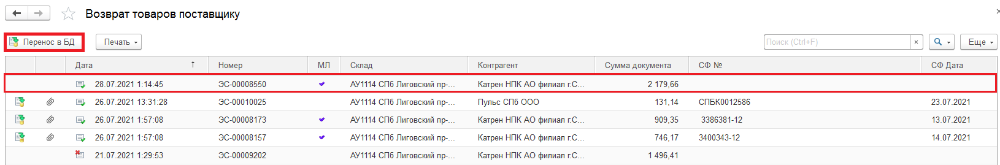 Возврат товаров поставщику
Перенос в БД Печать Поиск (Ctrl+F) × Еще
Дата ↑ Номер МЛ Склад Контрагент Сумма документа СФ № СФ Дата
28.07.2021 1:14:45 ЭС-00008550 АУ1114 СПб Лиговский пр-... Катрен НПК АО филиал г.С... 2 179,66
26.07.2021 13:31:28 ЭС-00010025 АУ1114 СПб Лиговский пр-... Пульс СПб ООО 131,14 СПБК0012586 23.07.2021
26.07.2021 1:57:08 ЭС-00008173 АУ1114 СПб Лиговский пр-... Катрен НПК АО филиал г.С... 909,35 3386381-12 13.07.2021
26.07.2021 1:57:08 ЭС-00008157 АУ1114 СПб Лиговский пр-... Катрен НПК АО филиал г.С... 746,17 3400343-12 14.07.2021
21.07.2021 1:29:53 ЭС-00009202 АУ1114 СПб Лиговский пр-... Катрен НПК АО филиал г.С... 1 496,41